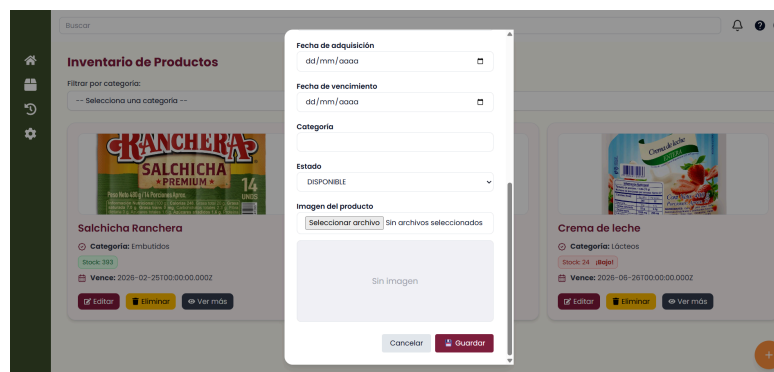 Buscar
Inventario de Productos
Filtrar por categoría:
-- Selecciona una categoría --
RANCHERA
SALCHICHA
PREMIUM
14
UNDS
Salchicha Ranchera
Categoría: Embutidos
Stock: 393
Vence: 2026-02-25T00:00:00.000Z
Editar
Eliminar
Ver más
Fecha de adquisición
dd/mm/aaaa
Fecha de vencimiento
dd/mm/aaaa
Categoría
Estado
DISPONIBLE
Imagen del producto
Seleccionar archivo Sin archivos seleccionados
Sin imagen
Cancelar
Guardar
Crema de leche
ENTERA
Crema de leche
Categoría: Lácteos
Stock: 24 ¡Bajo!
Vence: 2026-06-26T00:00:00.000Z
Editar
Eliminar
Ver más